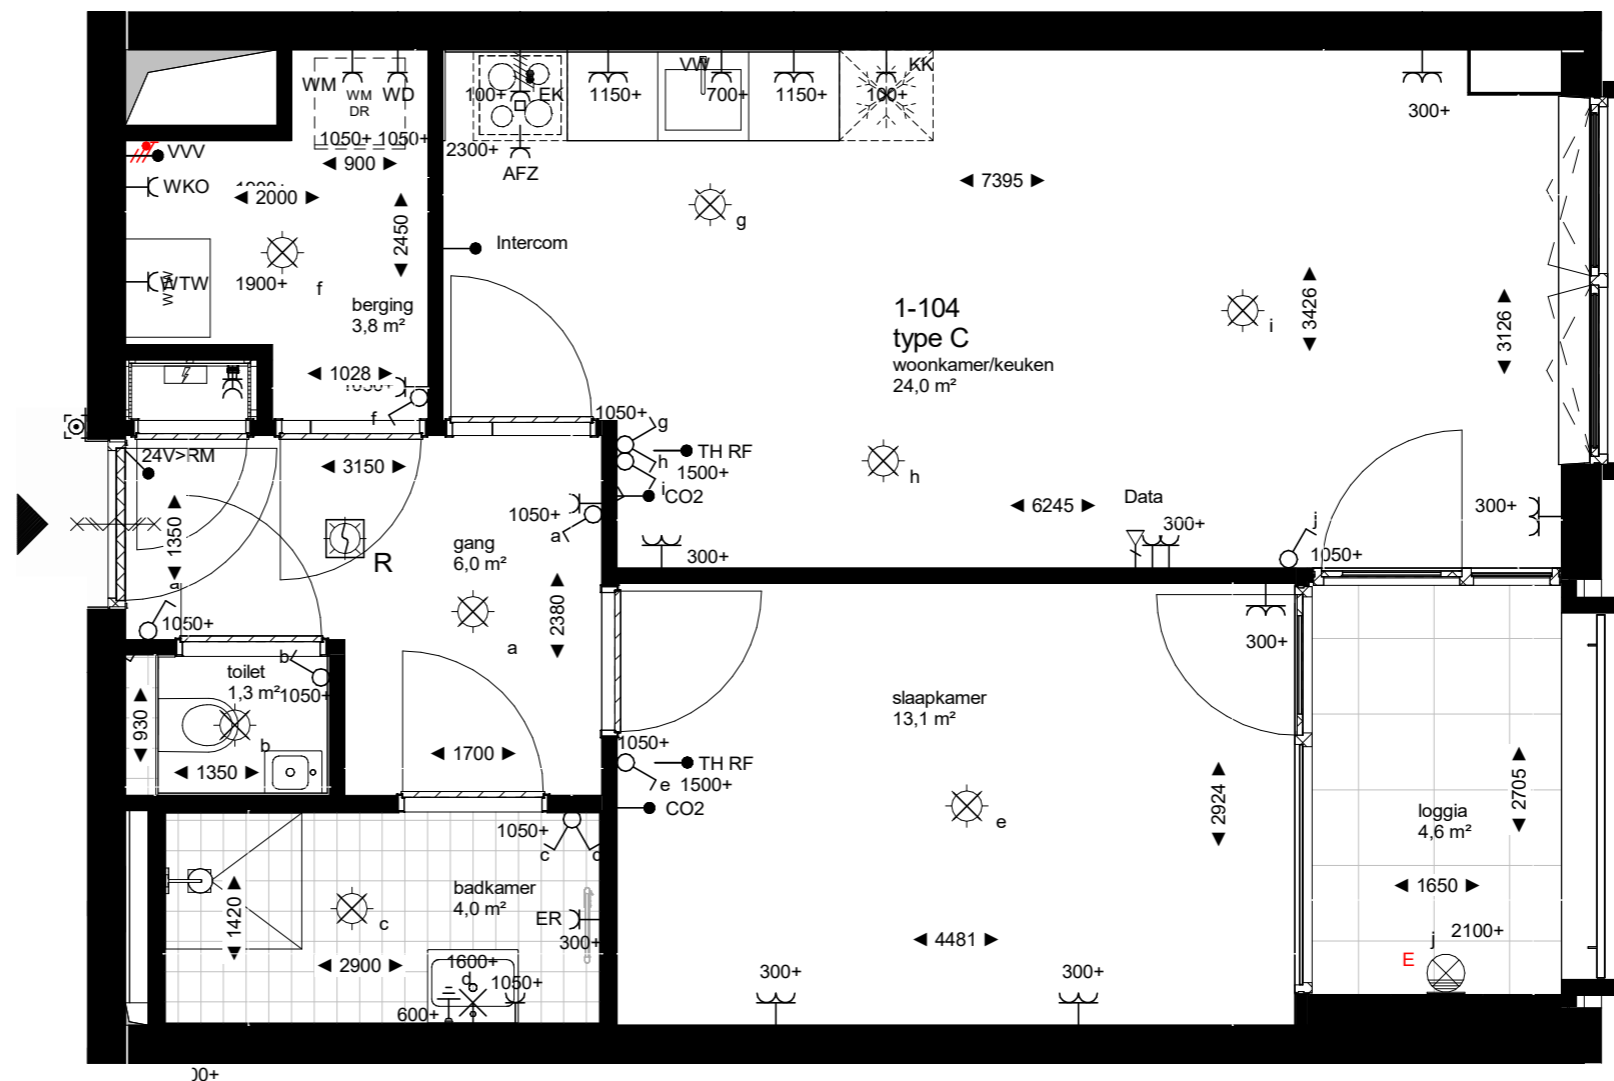 WM
WM
DR
WD
1050+
1050+
900
VVV
WKO
2000
2450
WTW
WTW
1900+
f
berging
3,8 m²
1028
f
100+
EK
1150+
VW
700+
1150+
100+
KK
2300+
AFZ
300+
7395
g
Intercom
1-104
type C
woonkamer/keuken
24,0 m²
i
3426
3126
1050+
g
h
i
TH RF
1500+
CO2
h
6245
Data
300+
300+
300+
j
1050+
24V>RM
3150
1350
a
1050+
R
gang
6,0 m²
1050+
a
2380
a
toilet
1,3 m²
b
1050+
930
b
1350
1700
1050+
TH RF
e
1500+
CO2
slaapkamer
13,1 m²
300+
e
2924
4481
300+
300+
loggia
4,6 m²
2705
1650
j
2100+
E
1050+
c
badkamer
4,0 m²
c
1420
2900
ER
300+
1600+
d
1050+
600+
00+